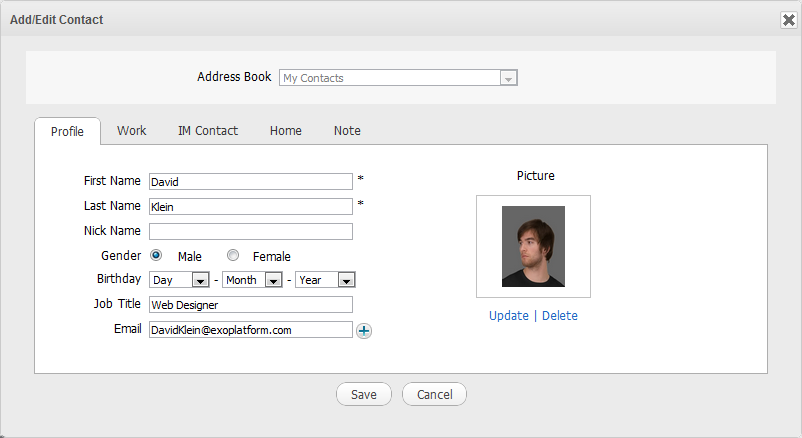 Add/Edit Contact
Address Book My Contacts
Profile Work IM Contact Home Note
First Name David *
Last Name Klein *
Nick Name
Gender Male Female
Birthday Day - Month - Year
Job Title Web Designer
Email DavidKlein@exoplatform.com
Picture
Update | Delete
Save Cancel